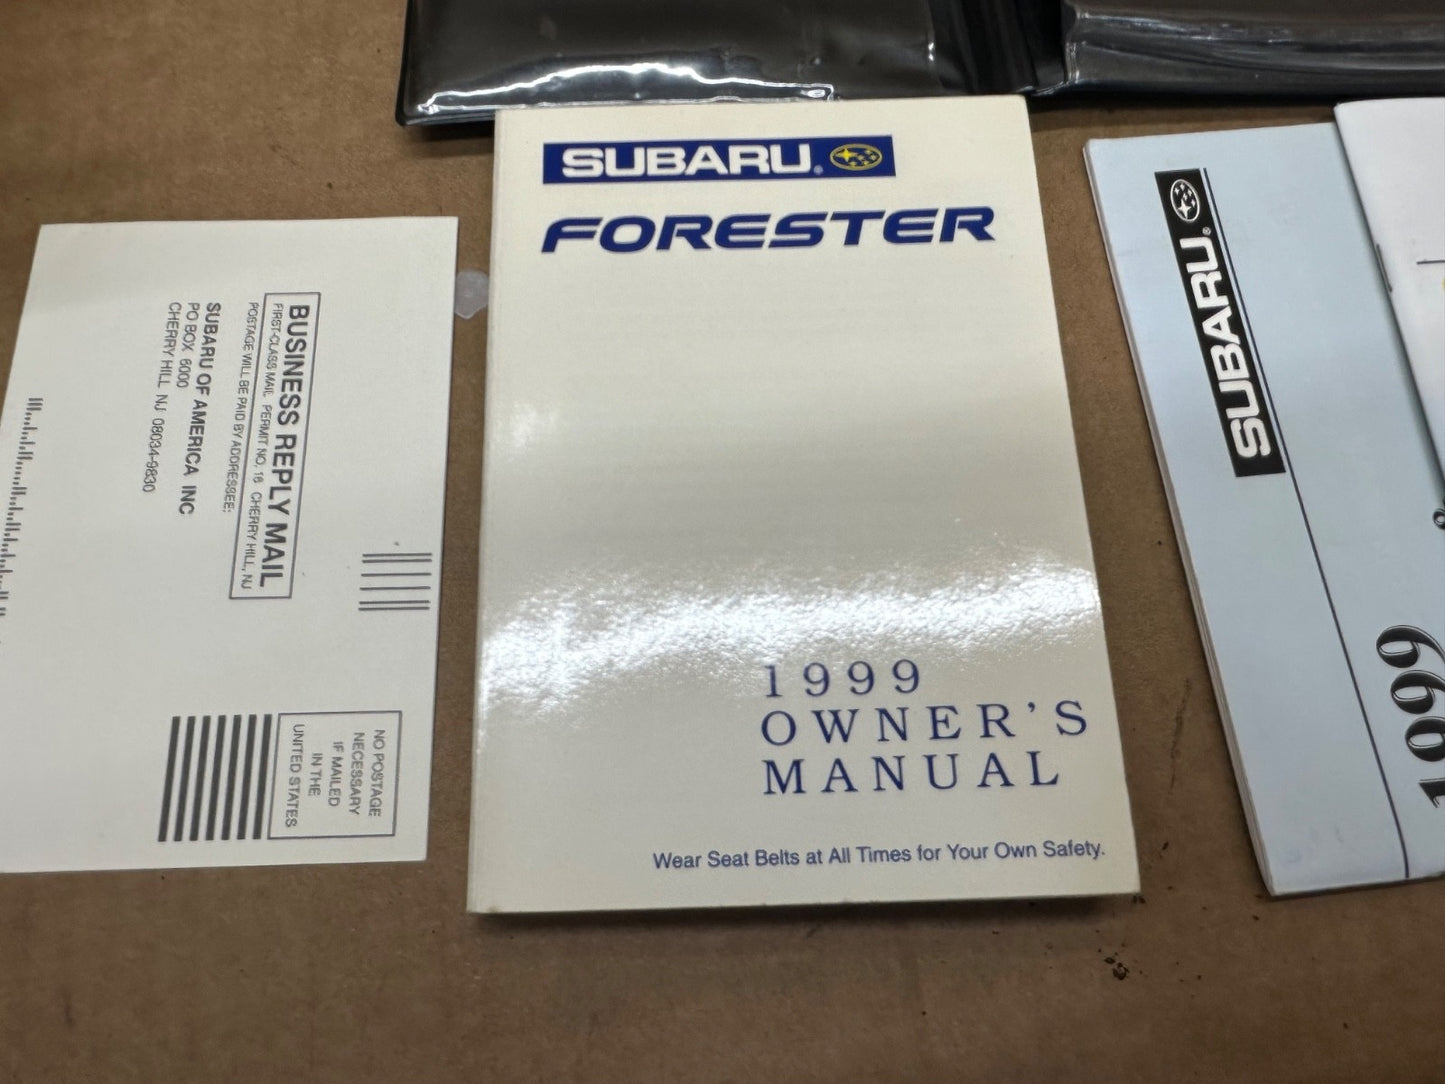 BUSINESS REPLY MAIL
FIRST-CLASS MAIL PERMIT NO. 16 CHERRY HILL, NJ
POSTAGE WILL BE PAID BY ADDRESSEE:
SUBARU OF AMERICA INC
PO BOX 6000
CHERRY HILL NJ 08034-9830
NO POSTAGE
NECESSARY
IF MAILED
IN THE
UNITED STATES
SUBARU®
FORESTER
1999
OWNER'S
MANUAL
Wear Seat Belts at All Times for Your Own Safety.
SUBARU®
1999